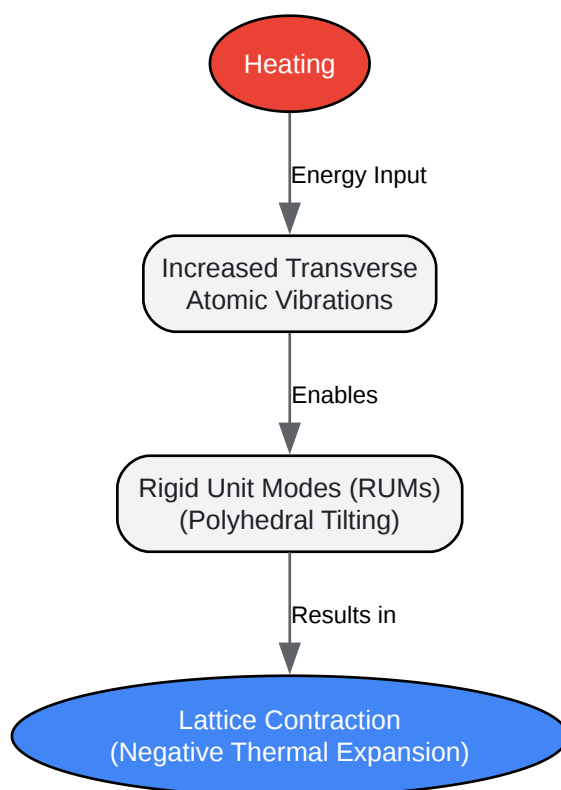 Heating
Energy Input
Increased Transverse
Atomic Vibrations
Enables
Rigid Unit Modes (RUMs)
(Polyhedral Tilting)
Results in
Lattice Contraction
(Negative Thermal Expansion)